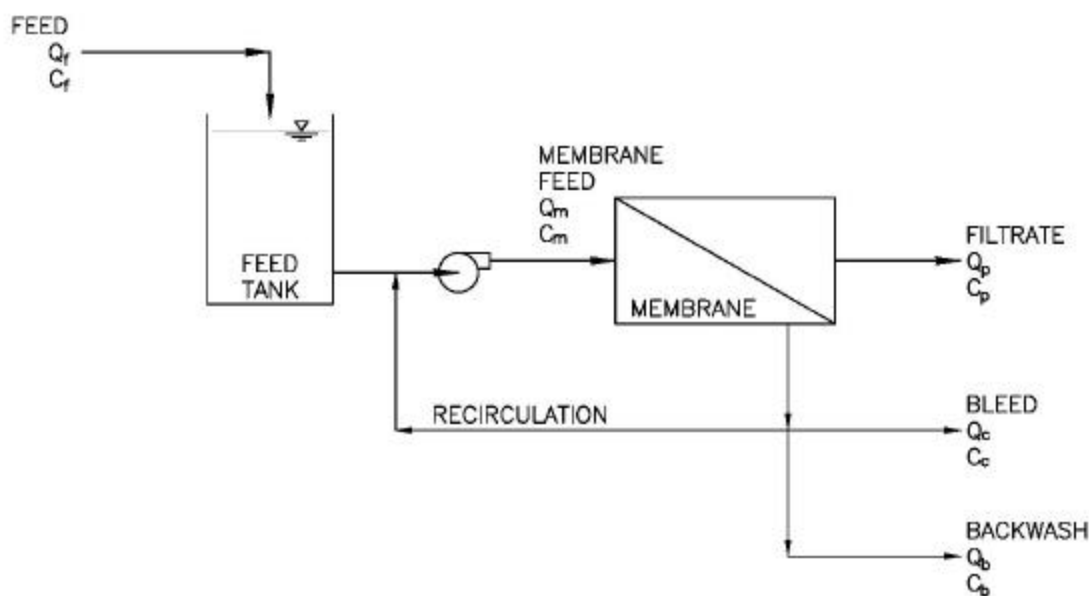 FEED
Qf
Cf
FEED
TANK
MEMBRANE
FEED
Qm
Cm
MEMBRANE
FILTRATE
Qp
Cp
RECIRCULATION
BLEED
Qc
Cc
BACKWASH
Qb
Cb